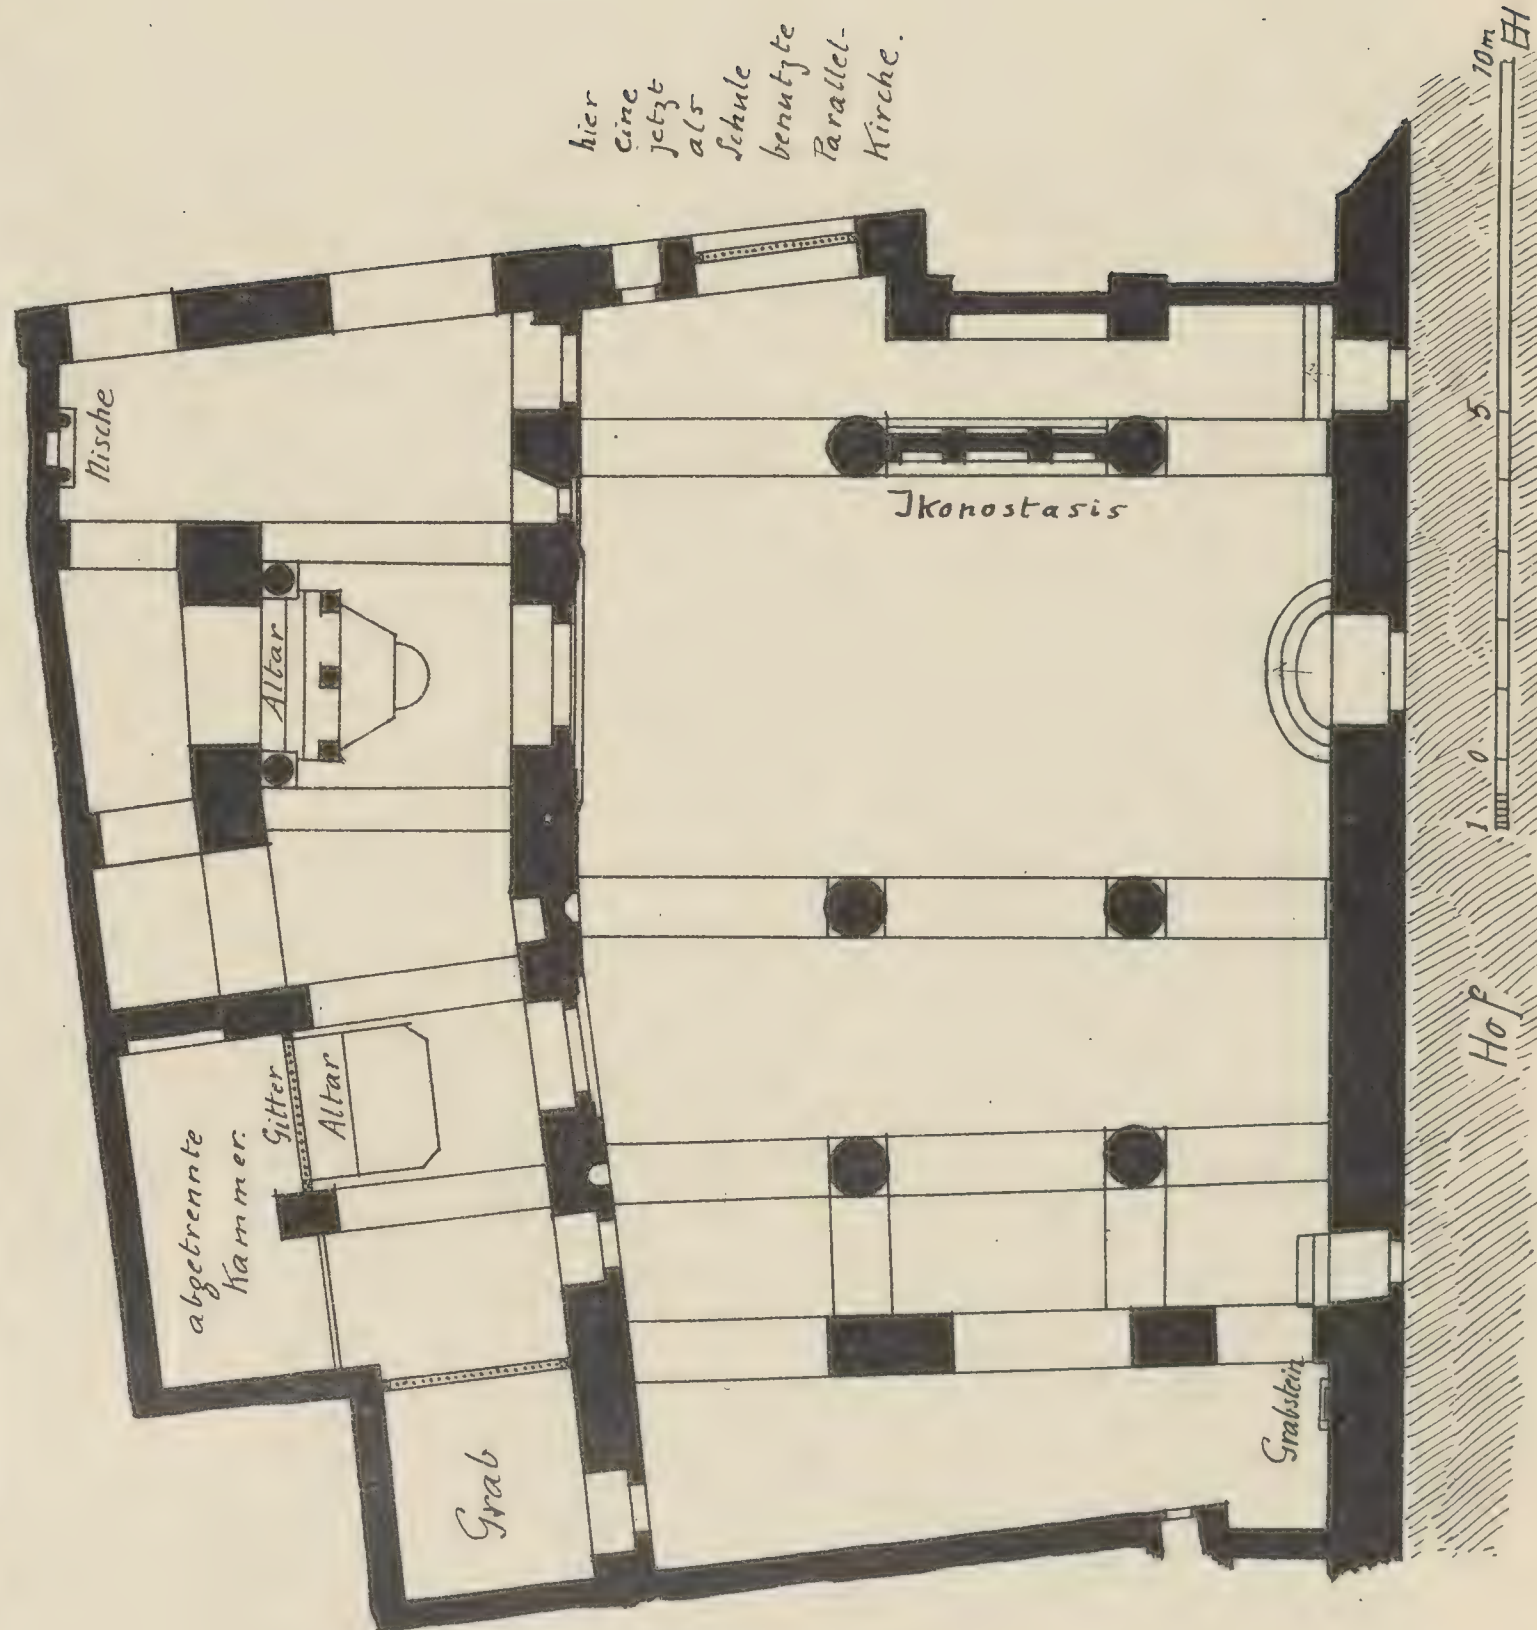 hier
eine
jetzt
als
Schule
benutzte
Parallel-
Kirche.
Nische
Altar
Ikonostasis
abgetrennte
Kammer.
Gitter
Altar
Grab
Grabstein
Hof
1 0 5 10m
EH